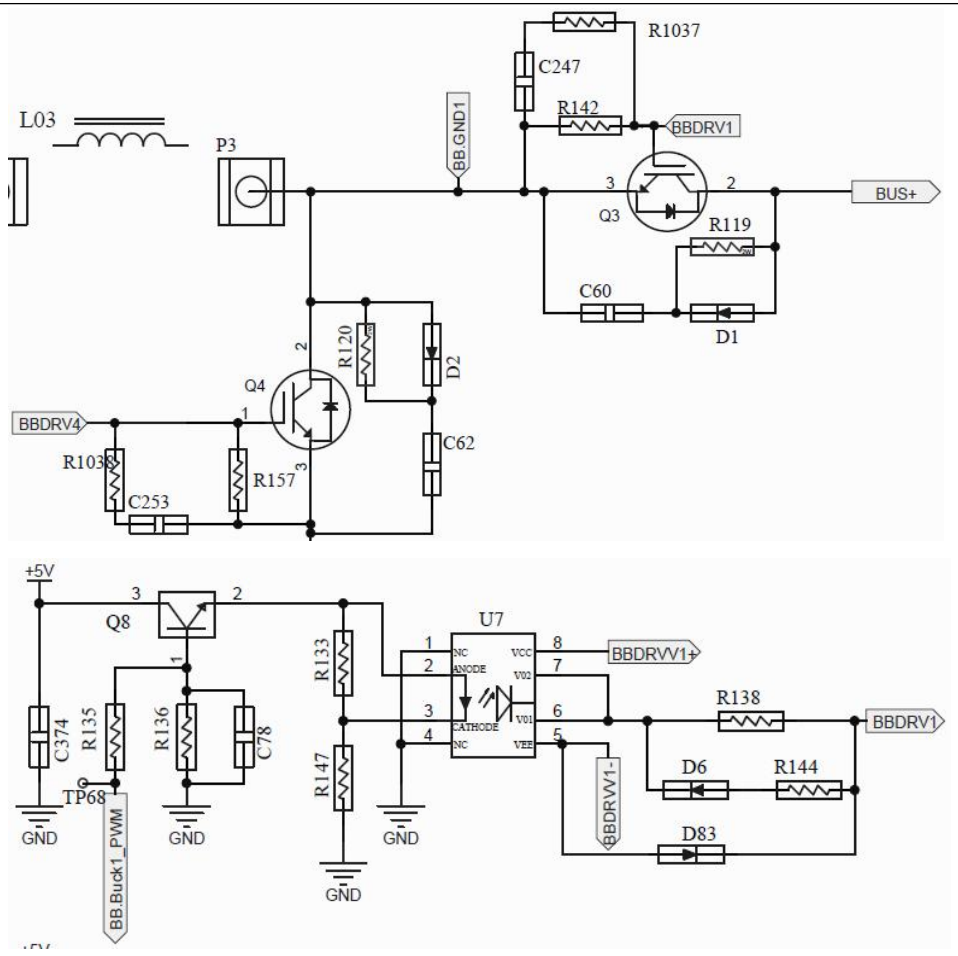 R1037
C247
L03
R142
BB.GND1
BBDRV1
P3
3
2
BUS+
Q3
R119
2W
C60
D1
2
R120
2W
D2
Q4
BBDRV4
1
C62
R1038
R157
3
C253
+5V
3
2
Q8
U7
1
NC
VCC
8
BBDRVV1+
R133
2
ANODE
V02
7
1
R138
3
V01
6
BBDRV1
CATHODE
C374
R135
R136
C78
4
NC
VEE
5
D6
R144
R147
TP68
BBDRVV1-
D83
GND
GND
GND
GND
BB.Buck1_PWM
+5V